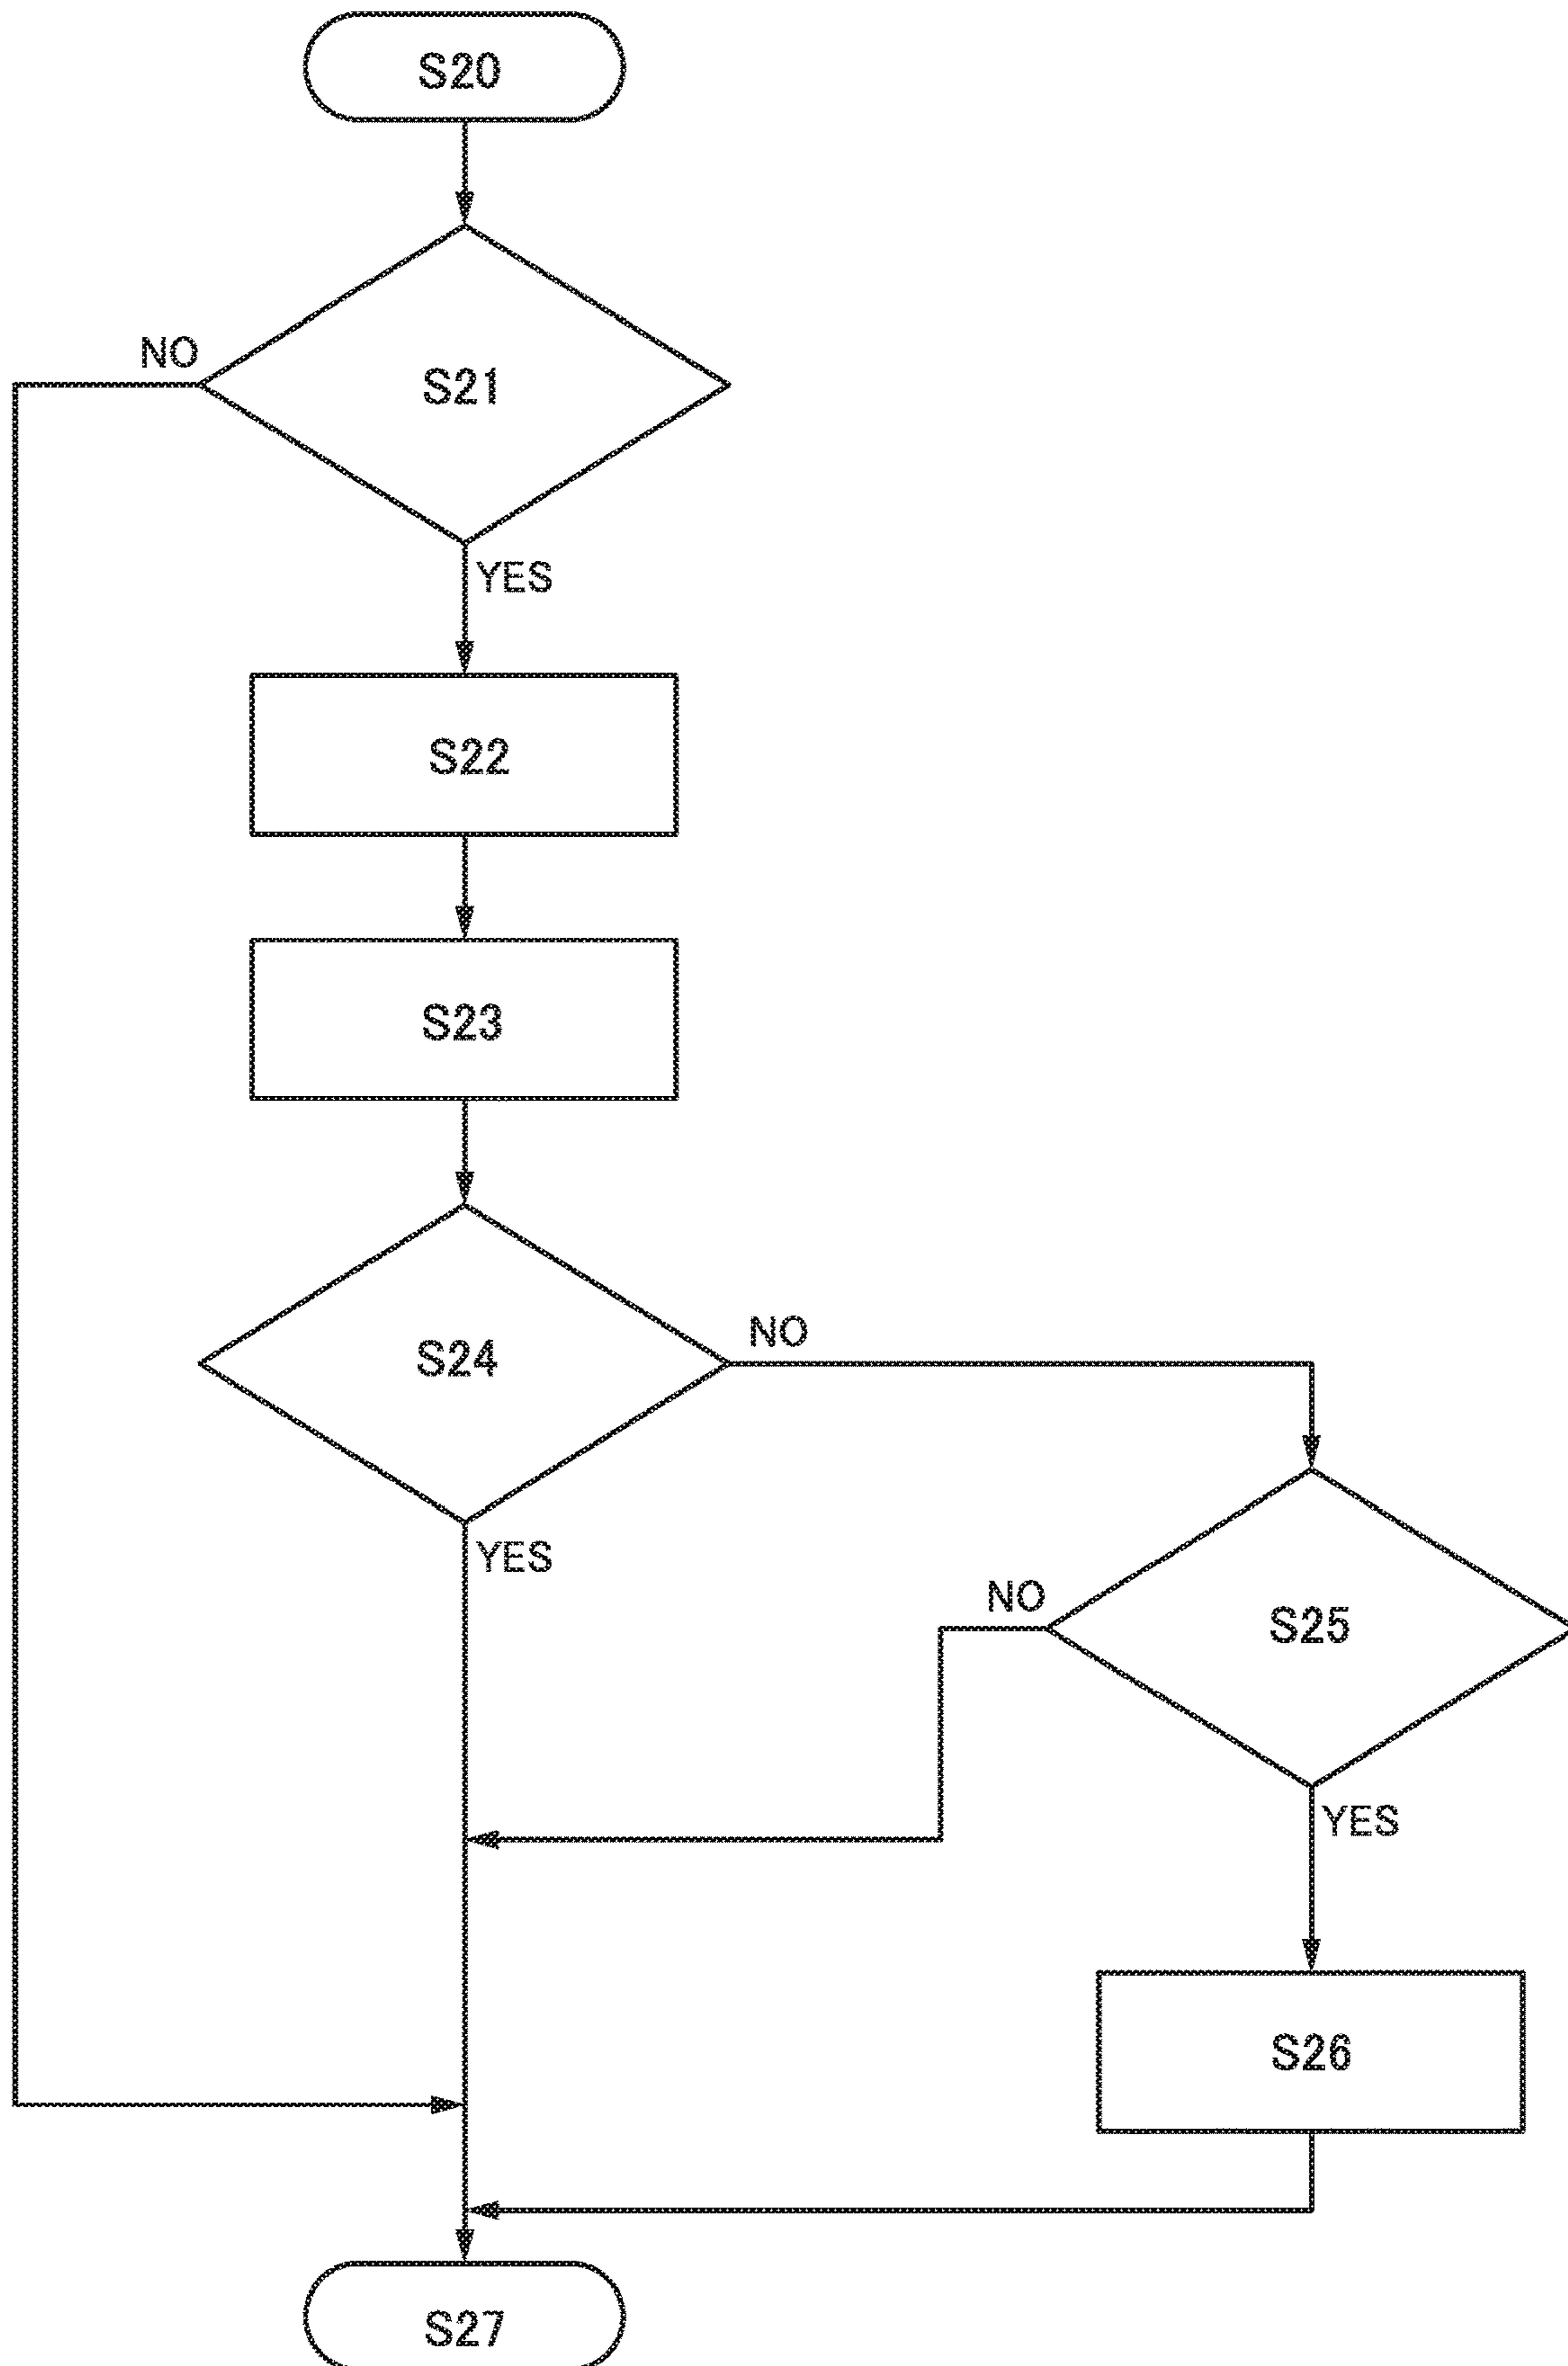 S20
NO
S21
YES
S22
S23
NO
S24
YES
NO
S25
YES
S26
S27